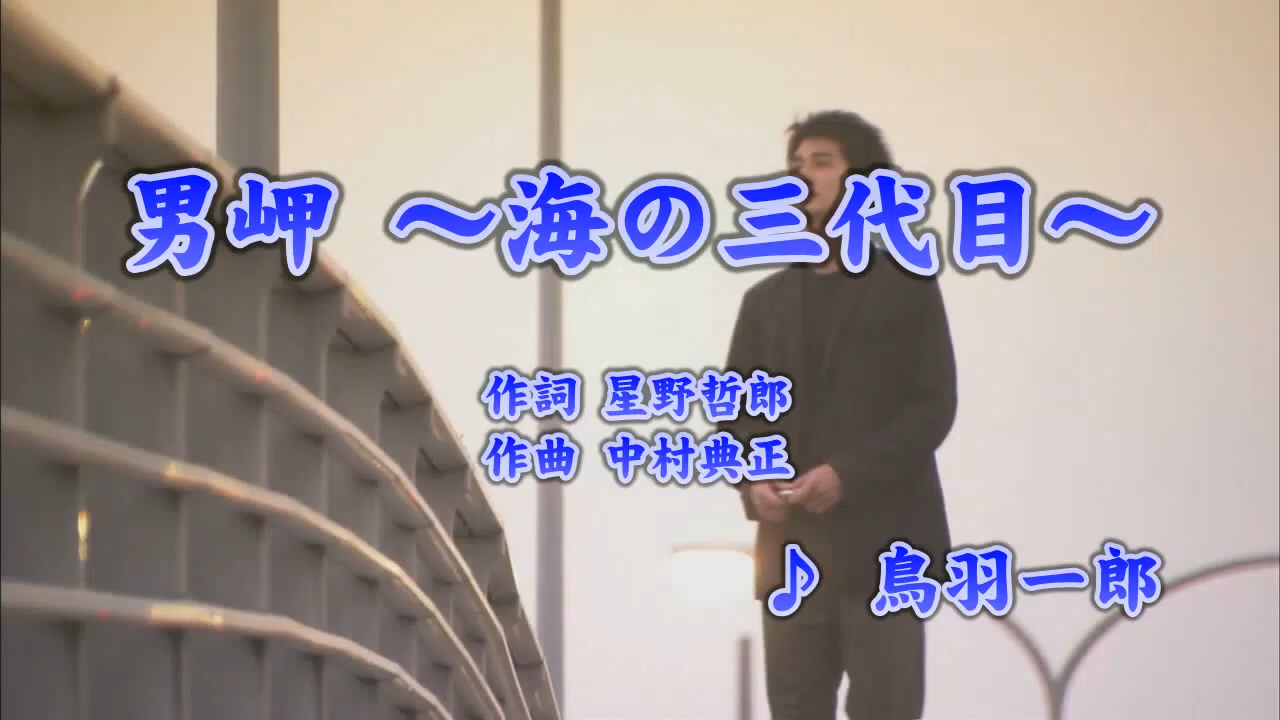 男岬 ～海の三代目～
作詞 星野哲郎
作曲 中村典正
♪ 鳥羽一郎